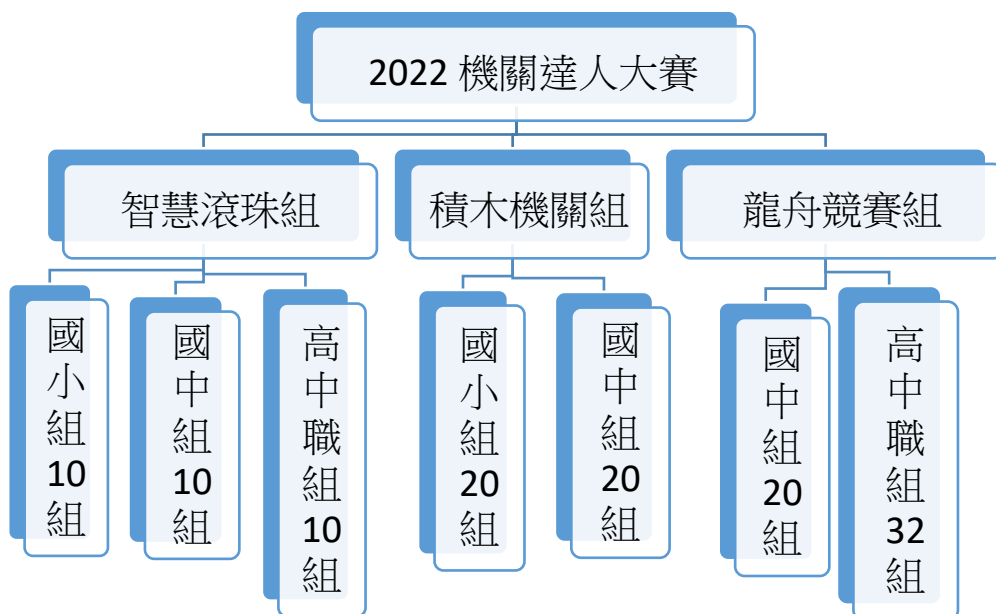 2022 機關達人大賽
智慧滾珠組
積木機關組
龍舟競賽組
國小組10組
國中組10組
高中職組10組
國小組20組
國中組20組
國中組20組
高中職組32組